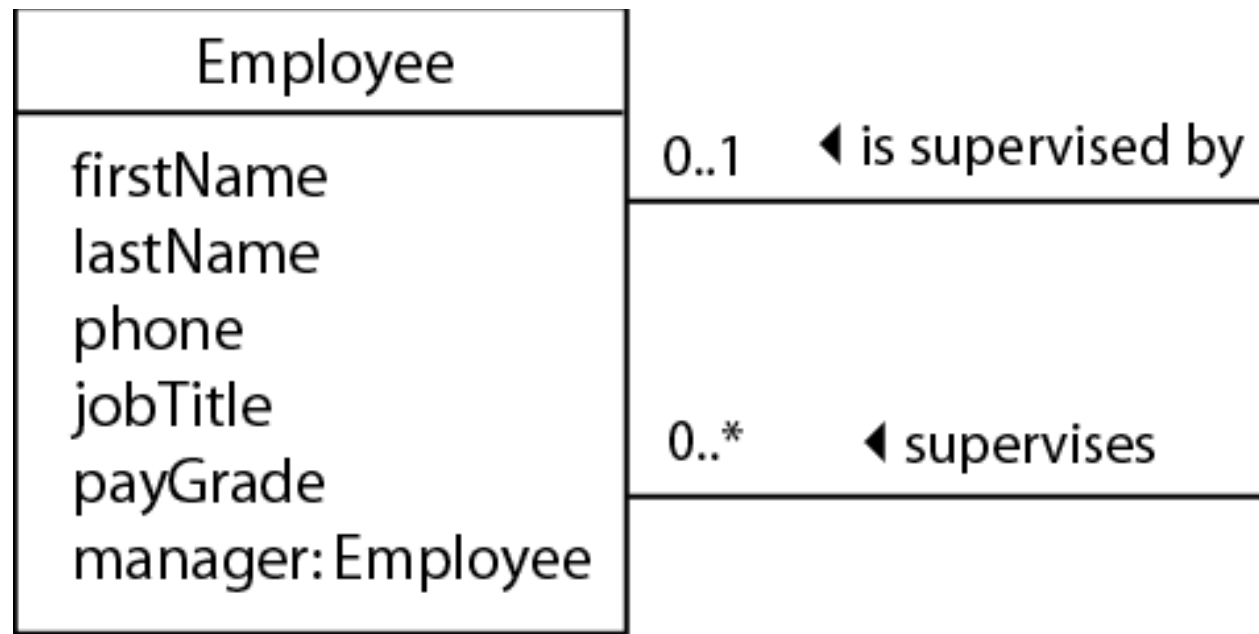 Employee
firstName
lastName
phone
jobTitle
payGrade
manager: Employee
0..1 ◀ is supervised by
0..* ◀ supervises